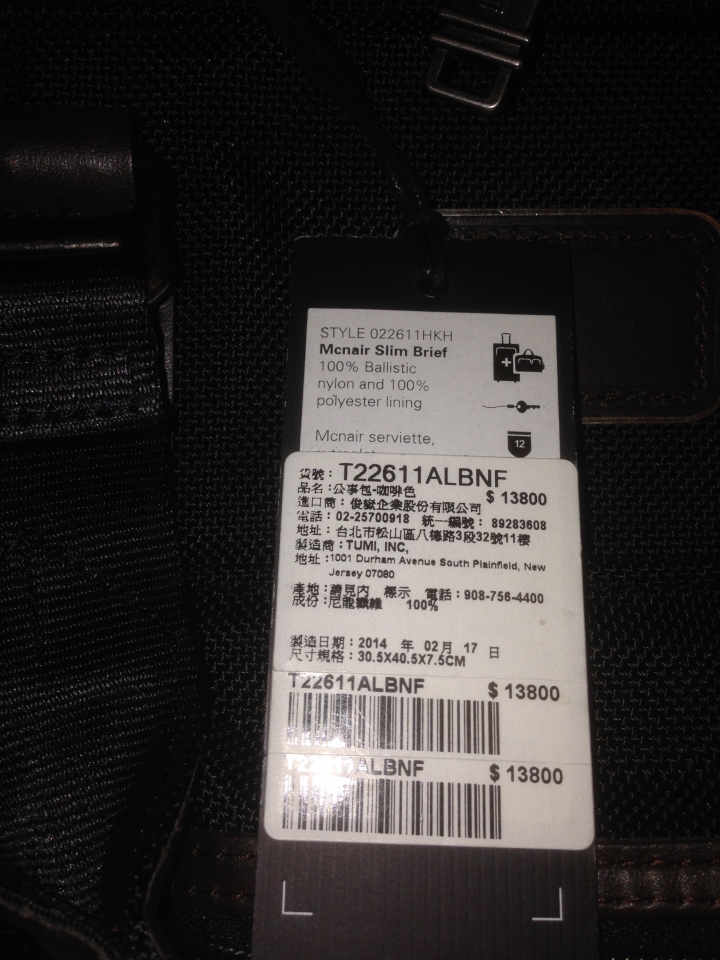 STYLE 022611HKH
Mcnair Slim Brief
100% Ballistic
nylon and 100%
polyester lining
12
Mcnair serviette,
貨號：T22611ALBNF
品名：公事包-咖啡色 $ 13800
進口商：俊嶽企業股份有限公司
電話：02-25700918 統一編號：89283608
地址：台北市松山區八德路3段32號11樓
製造商：TUMI, INC,
地址：1001 Durham Avenue South Plainfield, New
Jersey 07080
產地：請見內 標示 電話：908-756-4400
成份：尼龍纖維 100%
製造日期：2014 年 02月 17 日
尺寸規格：30.5X40.5X7.5CM
T22611ALBNF $ 13800
ALBNF $ 13800